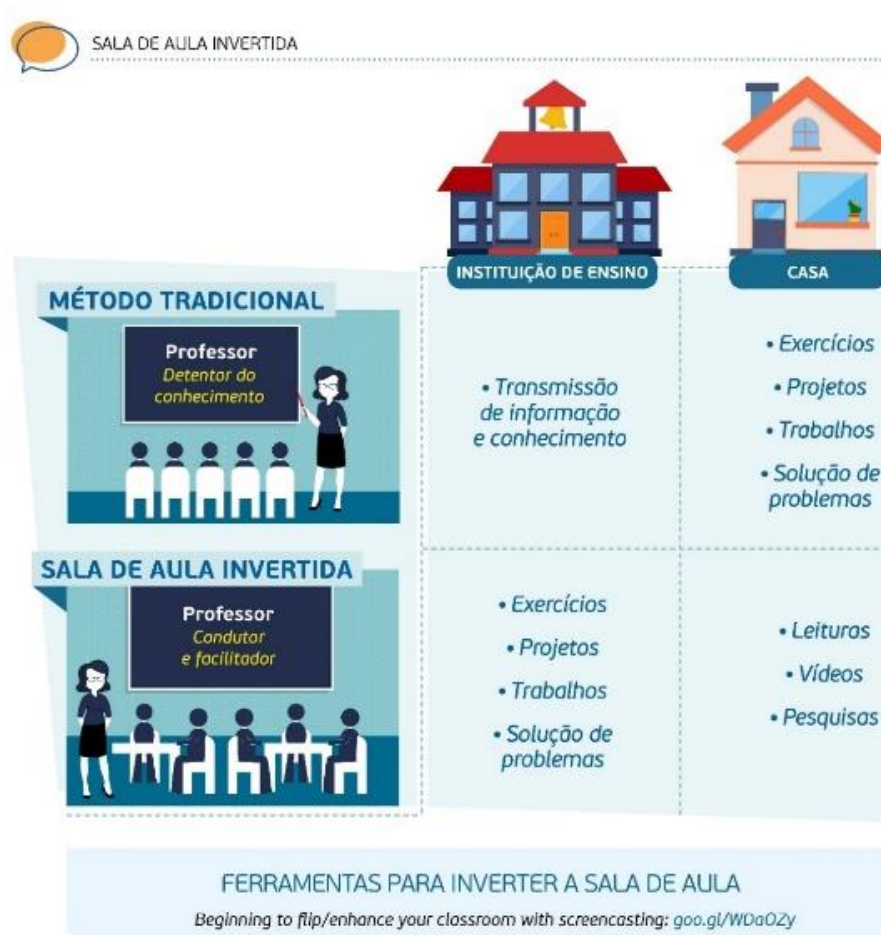 SALA DE AULA INVERTIDA
INSTITUIÇÃO DE ENSINO
CASA
MÉTODO TRADICIONAL
Professor
Detentor do
conhecimento
• Transmissão
de informação
e conhecimento
• Exercícios
• Projetos
• Trabalhos
• Solução de
problemas
SALA DE AULA INVERTIDA
Professor
Condutor
e facilitador
• Exercícios
• Projetos
• Trabalhos
• Solução de
problemas
• Leituras
• Vídeos
• Pesquisas
FERRAMENTAS PARA INVERTER A SALA DE AULA
Beginning to flip/enhance your classroom with screencasting: goo.gl/WDaOZy